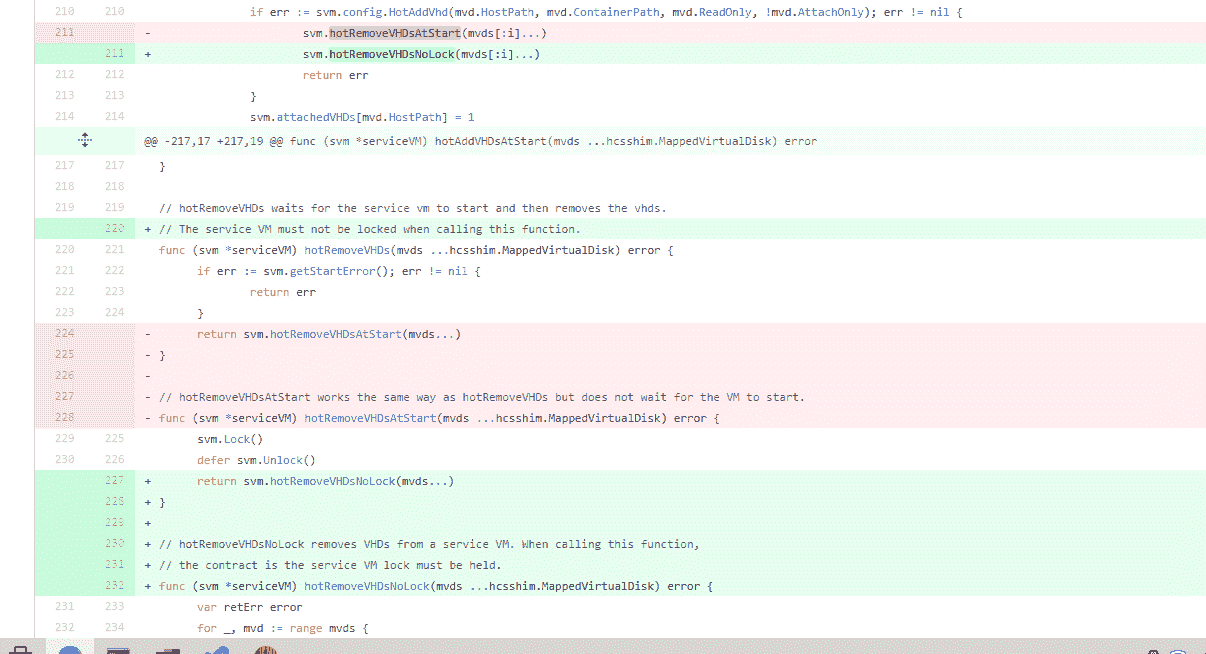 210 210 if err := svm.config.HotAddVhd(mvd.HostPath, mvd.ContainerPath, mvd.ReadOnly, !mvd.AttachOnly); err != nil {
211 - svm.hotRemoveVHDsAtStart(mvds[:i]...)
211 + svm.hotRemoveVHDsNoLock(mvds[:i]...)
212 212 return err
213 213 }
214 214 svm.attachedVHDs[mvd.HostPath] = 1
@@ -217,17 +217,19 @@ func (svm *serviceVM) hotAddVHDsAtStart(mvds ...hcsshim.MappedVirtualDisk) error
217 217 }
218 218
219 219 // hotRemoveVHDs waits for the service vm to start and then removes the vhds.
220 + // The service VM must not be locked when calling this function.
220 221 func (svm *serviceVM) hotRemoveVHDs(mvds ...hcsshim.MappedVirtualDisk) error {
221 222 if err := svm.getStartError(); err != nil {
222 223 return err
223 224 }
224 - return svm.hotRemoveVHDsAtStart(mvds...)
225 - }
226 -
227 - // hotRemoveVHDsAtStart works the same way as hotRemoveVHDs but does not wait for the VM to start.
228 - func (svm *serviceVM) hotRemoveVHDsAtStart(mvds ...hcsshim.MappedVirtualDisk) error {
229 225 svm.Lock()
230 226 defer svm.Unlock()
227 + return svm.hotRemoveVHDsNoLock(mvds...)
228 + }
229 +
230 + // hotRemoveVHDsNoLock removes VHDs from a service VM. When calling this function,
231 + // the contract is the service VM lock must be held.
232 + func (svm *serviceVM) hotRemoveVHDsNoLock(mvds ...hcsshim.MappedVirtualDisk) error {
231 233 var retErr error
232 234 for _, mvd := range mvds {